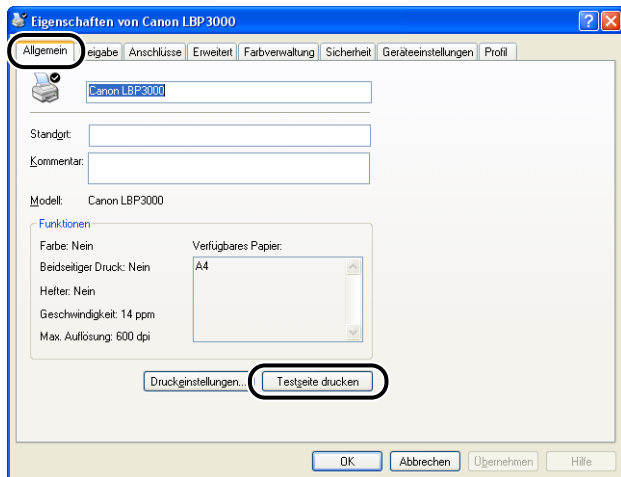 Eigenschaften von Canon LBP3000
Allgemein eigabe Anschlüsse Erweitert Farbverwaltung Sicherheit Geräteeinstellungen Profil
Canon LBP3000
Standort:
Kommentar:
Modell: Canon LBP3000
Funktionen
Farbe: Nein Verfügbares Papier:
Beidseitiger Druck: Nein A4
Hefter: Nein
Geschwindigkeit: 14 ppm
Max. Auflösung: 600 dpi
Druckeinstellungen... Testseite drucken
OK Abbrechen Übernehmen Hilfe